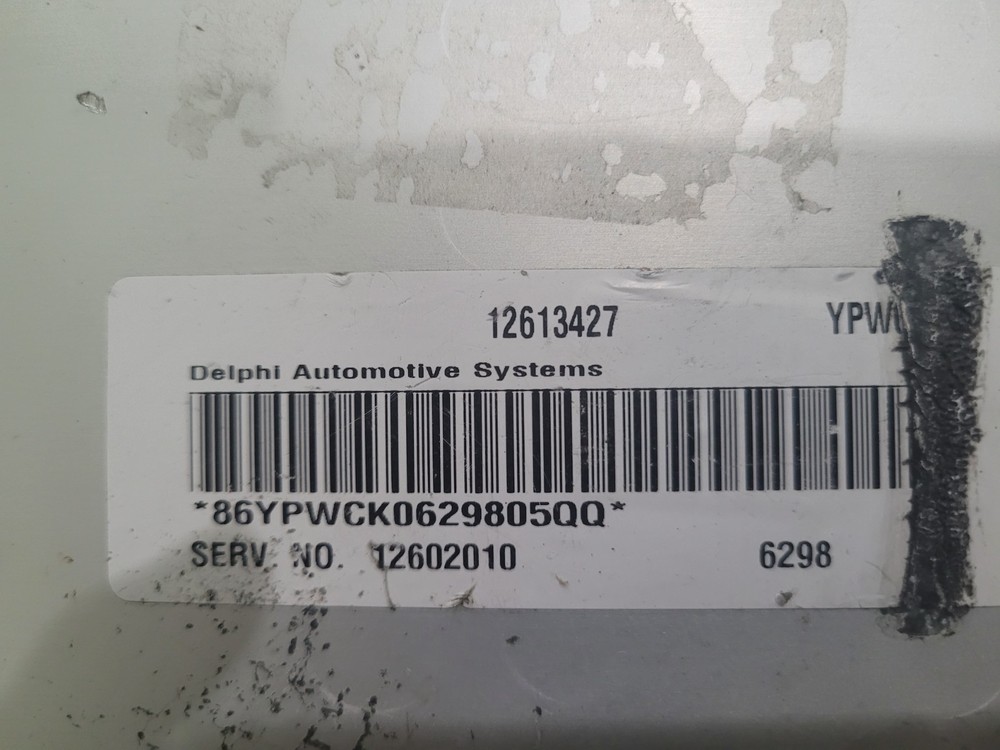 12613427 YPW
Delphi Automotive Systems
*86YPWCK0629805QQ*
SERV. NO. 12602010 6298